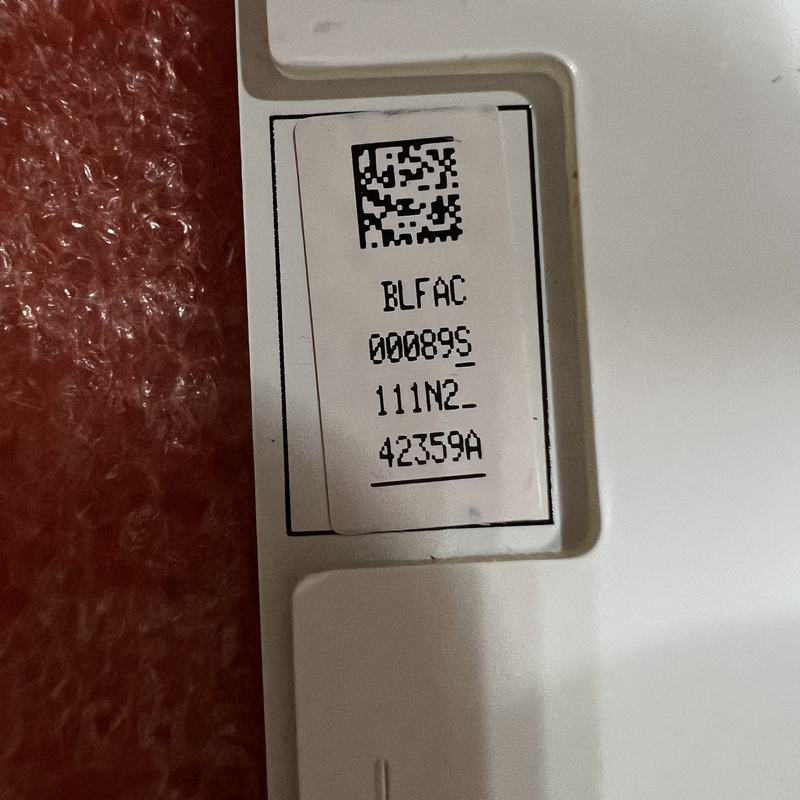 BLFAC
00089S
111N2_
42359A